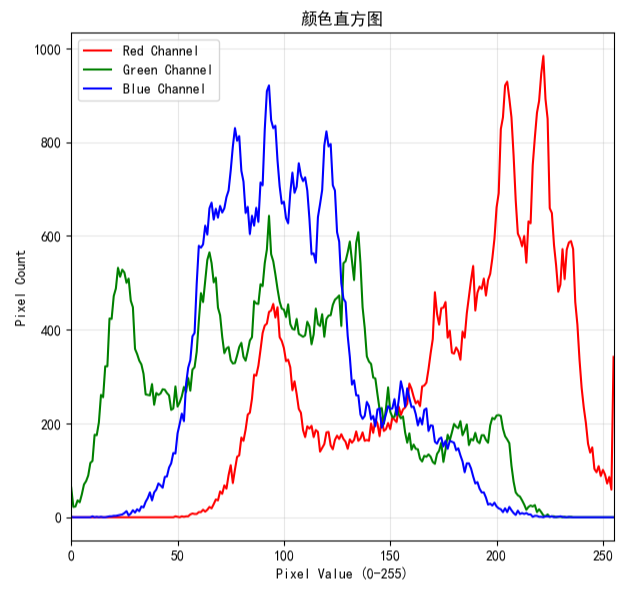 颜色直方图
Red Channel
Green Channel
Blue Channel
1000
800
600
400
200
0
Pixel Count
0 50 100 150 200 250
Pixel Value (0-255)